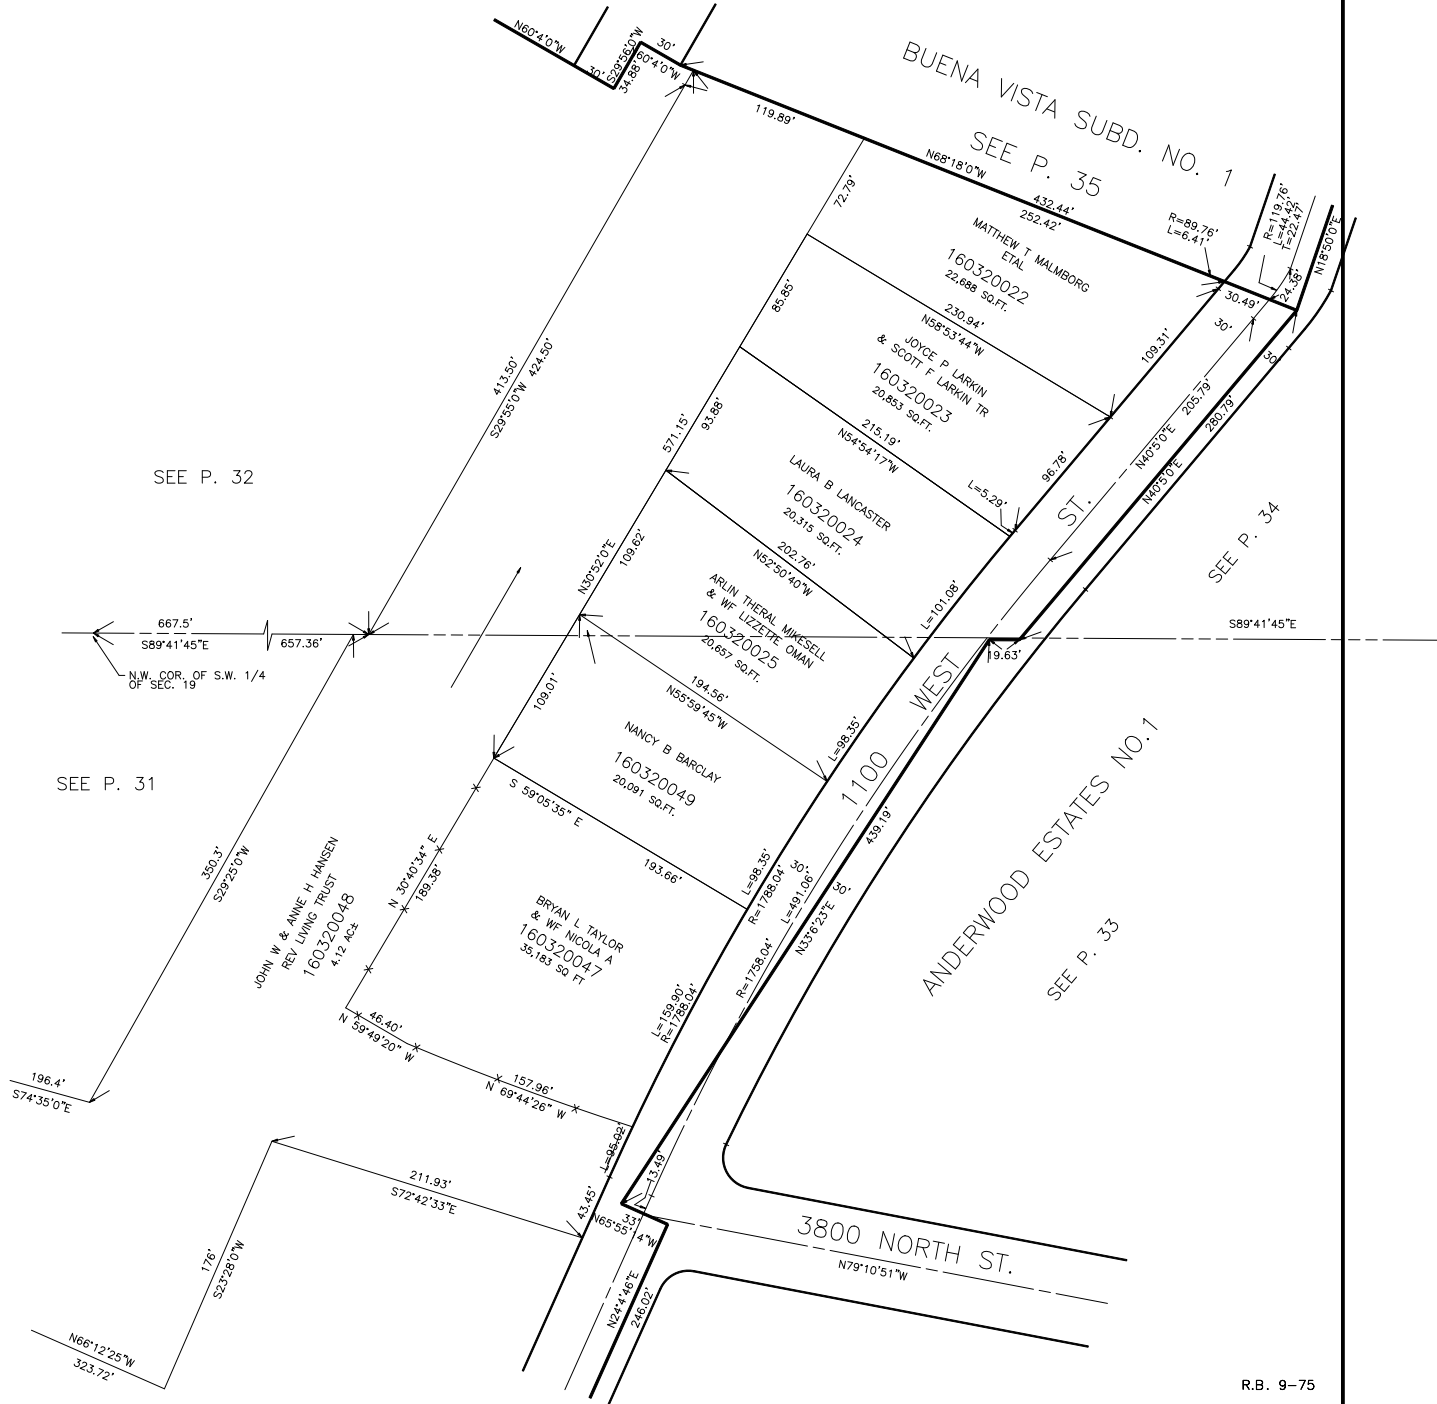 BUENA VISTA SUBD. NO. 1
SEE P. 35
N60°4'0"W
30'
S29°56'0"W
34.88'
30'
60°4'0"W
119.89'
N68°18'0"W
432.44'
252.42'
R=89.76'
L=6.41'
R=119.76'
L=44.42'
T=22.47'
N18°50'0"E
24.38'
30.49'
30'
30'
72.79'
MATTHEW T MALMBORG
ETAL
160320022
22,688 SQ.FT.
230.94'
N58°53'44"W
109.31'
85.85'
JOYCE P LARKIN
& SCOTT F LARKIN TR
160320023
20,853 SQ.FT.
215.19'
N54°54'17"W
L=5.29'
96.78'
N40°5'0"E 205.79'
280.79'
N40°5'0"E
413.50'
S29°55'0"W 424.50'
571.15'
93.88'
LAURA B LANCASTER
160320024
20,315 SQ.FT.
202.76'
N52°50'40"W
L=101.08'
SEE P. 32
SEE P. 34
N30°52'0"E
109.62'
ARLIN THERAL MIKESELL
& WF LIZZETTE OMAN
160320025
20,657 SQ.FT.
194.56'
N55°59'45"W
L=98.35'
667.5'
S89°41'45"E
657.36'
N.W. COR. OF S.W. 1/4
OF SEC. 19
S89°41'45"E
19.63'
1100 WEST ST.
109.01'
NANCY B BARCLAY
160320049
20,091 SQ.FT.
S 59°05'35" E
193.66'
L=98.35'
R=1788.04'
30'
L=491.06'
30'
R=1758.04'
439.19'
N33°6'23"E
ANDERWOOD ESTATES NO.1
SEE P. 33
SEE P. 31
350.3'
S29°25'0"W
JOHN W & ANNE H HANSEN
REV LIVING TRUST
160320048
4.12 AC±
N 30°40'34" E
189.38'
BRYAN L TAYLOR
& WF NICOLA A
160320047
35,183 SQ FT
L=159.90'
R=1788.04'
46.40'
N 59°49'20" W
157.96'
N 69°44'26" W
L=95.02'
196.4'
S74°35'0"E
211.93'
S72°42'33"E
43.45'
13.49'
33'
N65°55'14"W
3800 NORTH ST.
N79°10'51"W
176'
S23°28'0"W
N24°4'46"E
246.02'
N66°12'25"W
323.72'
R.B. 9-75